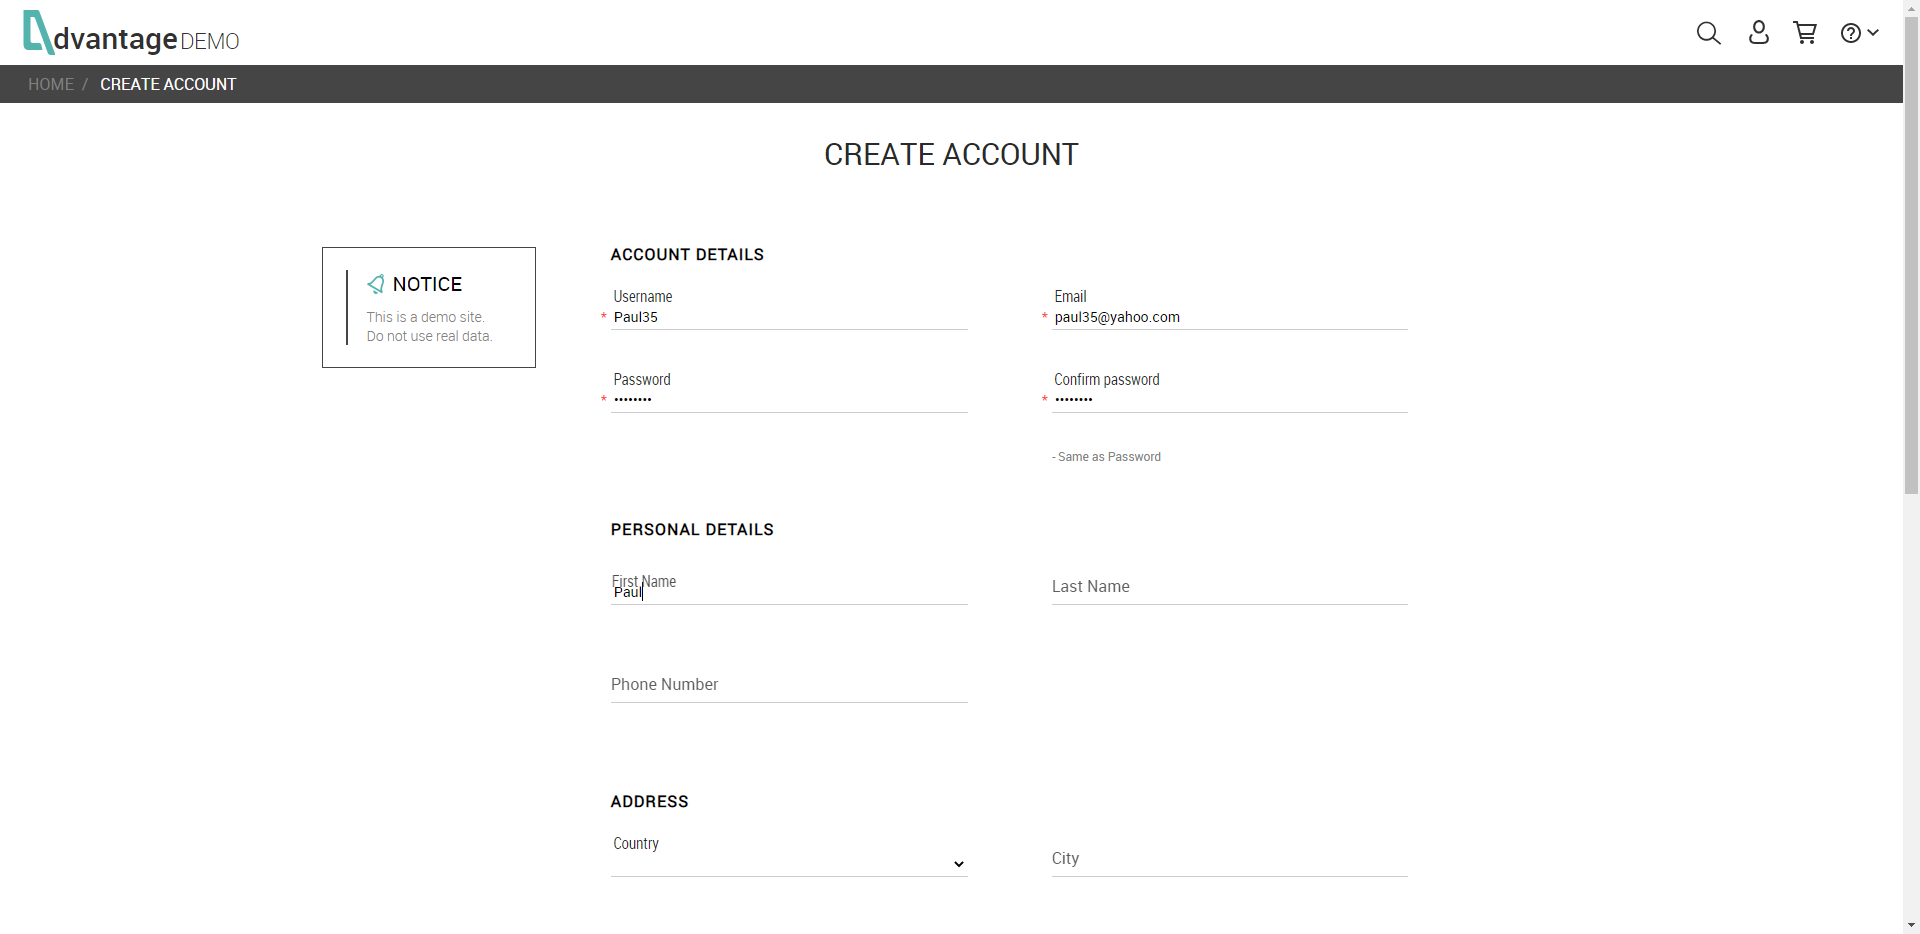 dvantage DEMO
HOME / CREATE ACCOUNT
CREATE ACCOUNT
NOTICE
This is a demo site.
Do not use real data.
ACCOUNT DETAILS
Username
* Paul35
Email
* paul35@yahoo.com
Password
* ••••••••
Confirm password
* ••••••••
- Same as Password
PERSONAL DETAILS
First Name
Paul
Last Name
Phone Number
ADDRESS
Country
City